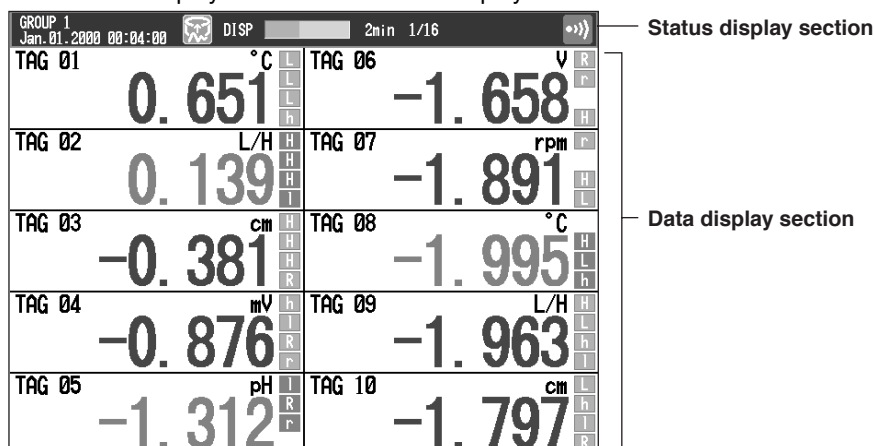 GROUP 1
Jan.01.2000 00:04:00 DISP 2min 1/16
Status display section
TAG 01 °C L
L
L
h
0.651
TAG 06 V R
r
H
-1.658
TAG 02 L/H H
H
H
l
0.139
TAG 07 rpm r
H
L
-1.891
Data display section
TAG 03 cm H
H
H
R
-0.381
TAG 08 °C
H
L
h
-1.995
TAG 04 mV h
l
R
r
-0.876
TAG 09 L/H H
L
h
l
-1.963
TAG 05 pH l
R
r
-1.312
TAG 10 cm L
h
l
R
-1.797